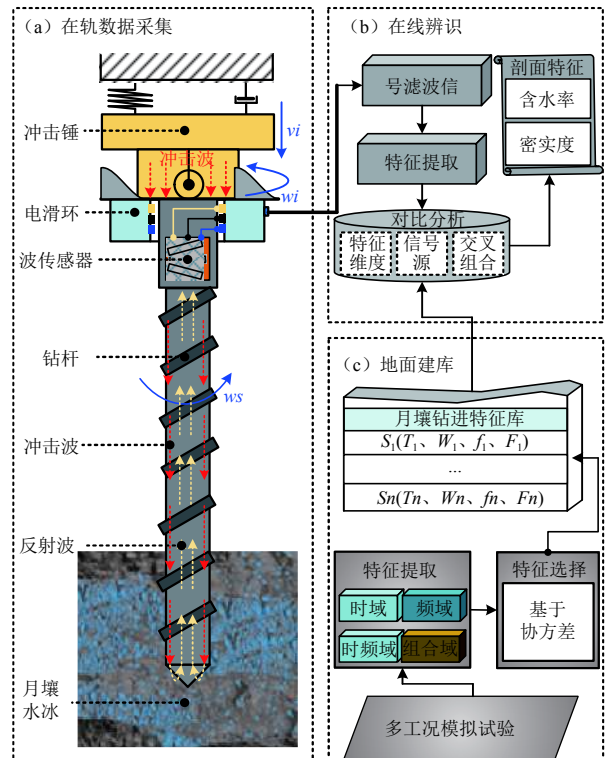 (a) 在轨数据采集
冲击锤
vi
冲击波
wi
电滑环
波传感器
钻杆
ws
冲击波
反射波
月壤
水冰
(b) 在线辨识
号滤波信
特征提取
对比分析
特征
维度
信号
源
交叉
组合
剖面特征
含水率
密实度
(c) 地面建库
月壤钻进特征库
S₁(T₁、W₁、f₁、F₁)
...
Sn(Tn、Wn、fn、Fn)
特征提取
时域
频域
时频域
组合域
特征选择
基于
协方差
多工况模拟试验